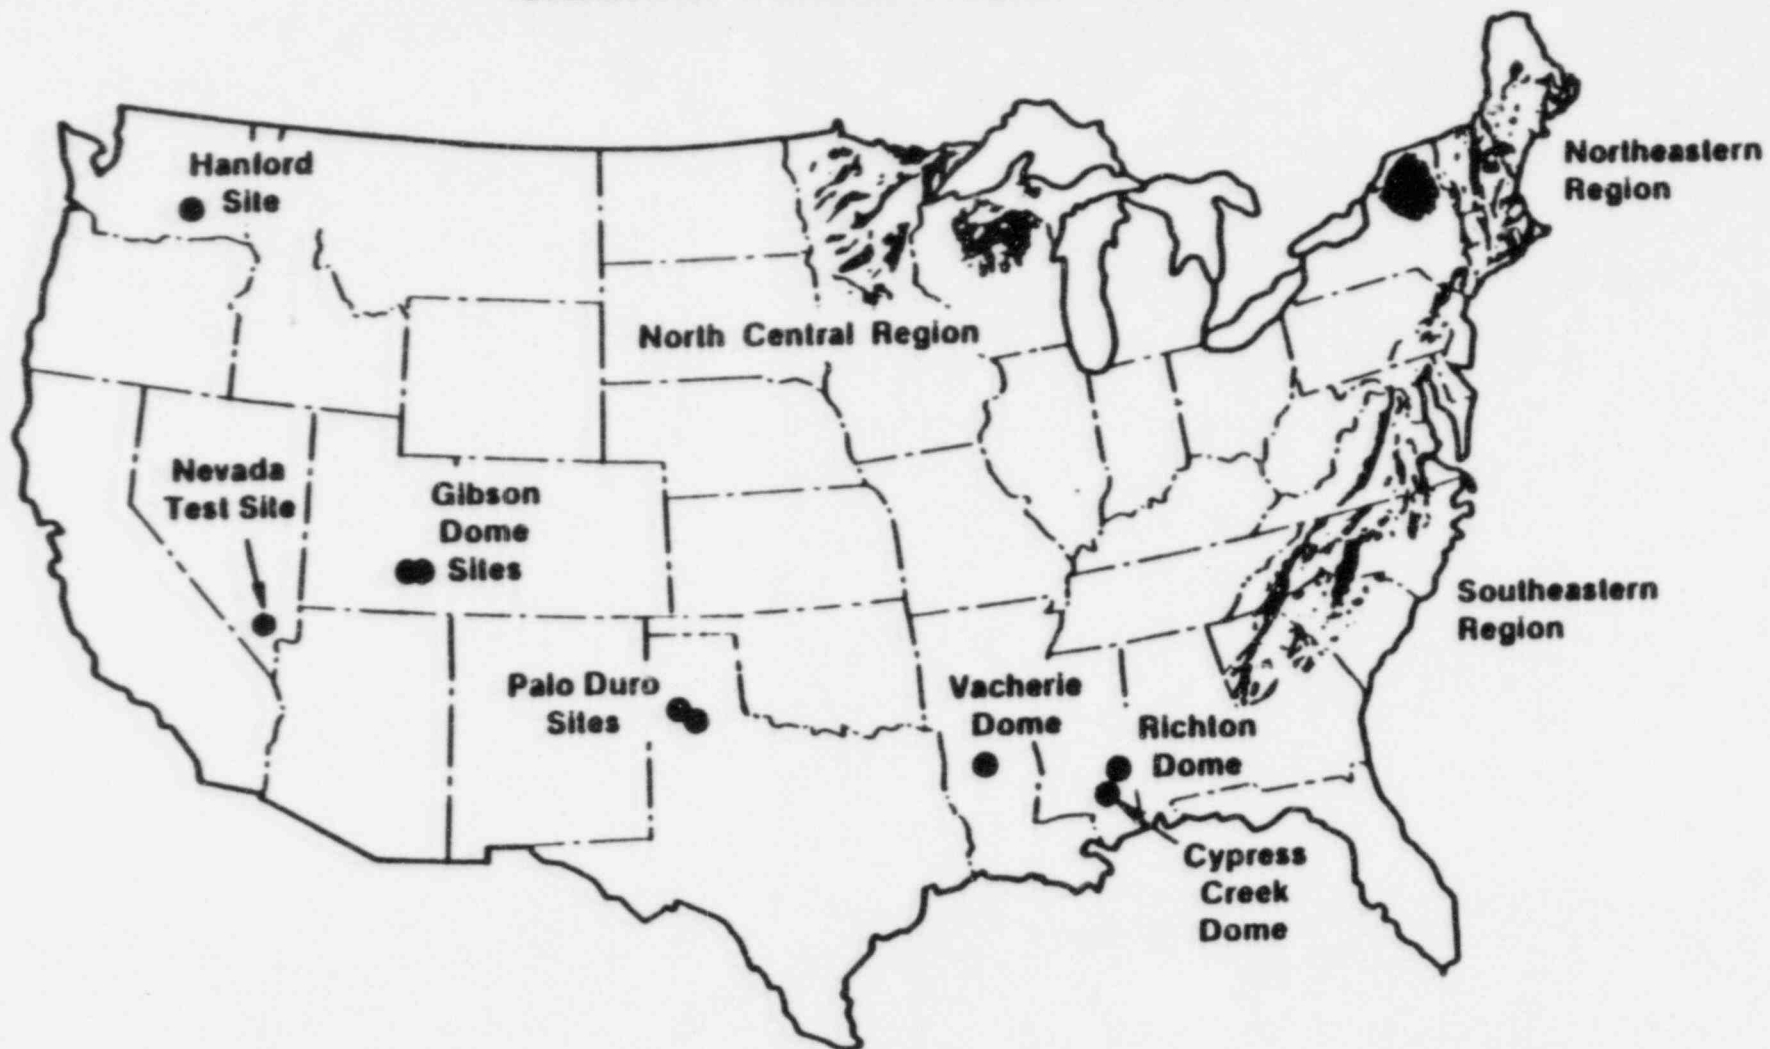 Hanford
Site
Northeastern
Region
North Central Region
Nevada
Test Site
Gibson
Dome
Sites
Southeastern
Region
Palo Duro
Sites
Vacherie
Dome
Richton
Dome
Cypress
Creek
Dome